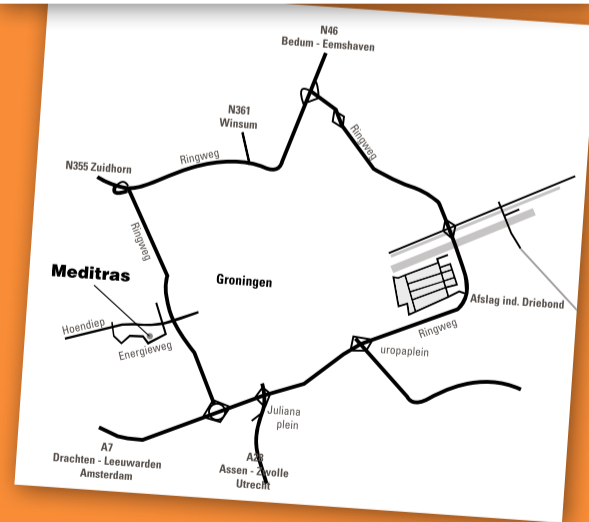 N46
Bedum - Eemshaven
N361
Winsum
Ringweg
Ringweg
N355 Zuidhorn
Ringweg
Meditras
Groningen
Hoendiep
Energieweg
Afslag ind. Driebond
Ringweg
uropaplein
Juliana
plein
A7
Drachten - Leeuwarden
Amsterdam
A28
Assen - Zwolle
Utrecht